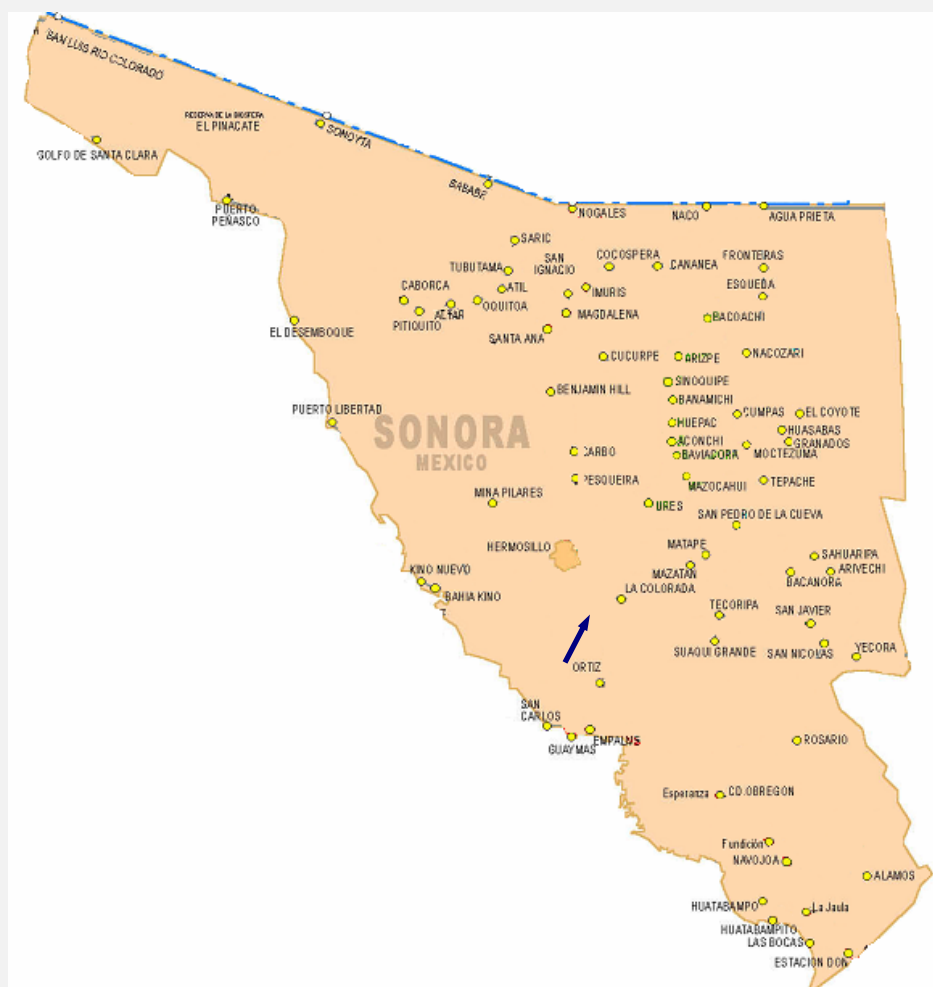 SAN LUIS RIO COLORADO
RESERVA DE LA BIOSFERA
EL PINACATE
SONOYTA
GOLFO DE SANTA CLARA
SASABE
PUERTO
PEÑASCO
NOGALES
NACO
AGUA PRIETA
SARIC
SAN
IGNACIO
COCOSPERA
CANANEA
FRONTERAS
TUBUTAMA
ESQUEDA
CABORCA
ATIL
IMURIS
OQUITOA
ALTAR
PITIQUITO
MAGDALENA
BACOACHI
EL DESEMBOQUE
SANTA ANA
CUCURPE
ARIZPE
NACOZARI
SINOQUIPE
BENJAMIN HILL
BANAMICHI
PUERTO LIBERTAD
CUMPAS
EL COYOTE
HUEPAC
HUASABAS
SONORA
MEXICO
ACONCHI
GRANADOS
CARBO
BAVIACORA
MOCTEZUMA
PESQUEIRA
MAZOCAHUI
TEPACHE
MINA PILARES
URES
SAN PEDRO DE LA CUEVA
HERMOSILLO
MATAPE
SAHUARIPA
KINO NUEVO
MAZATAN
BACANORA
ARIVECHI
BAHIA KINO
LA COLORADA
TECORIPA
SAN JAVIER
SUAQUI GRANDE
SAN NICOLAS
YECORA
ORTIZ
SAN
CARLOS
GUAYMAS
EMPALME
ROSARIO
Esperanza
CD.OBREGON
Fundición
NAVOJOA
ALAMOS
HUATABAMPO
La Jaula
HUATABAMPITO
LAS BOCAS
ESTACION DON